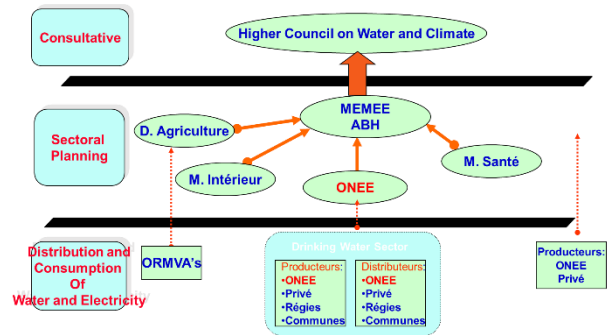 Consultative
Higher Council on Water and Climate
Sectoral
Planning
D. Agriculture
MEMEE
ABH
M. Intérieur
ONEE
M. Santé
Distribution and
Consumption
Of
Water and Electricity
ORMVA's
Drinking Water Sector
Producteurs:
•ONEE
•Privé
•Régies
•Communes
Distributeurs:
•ONEE
•Privé
•Régies
•Communes
Producteurs:
ONEE
Privé